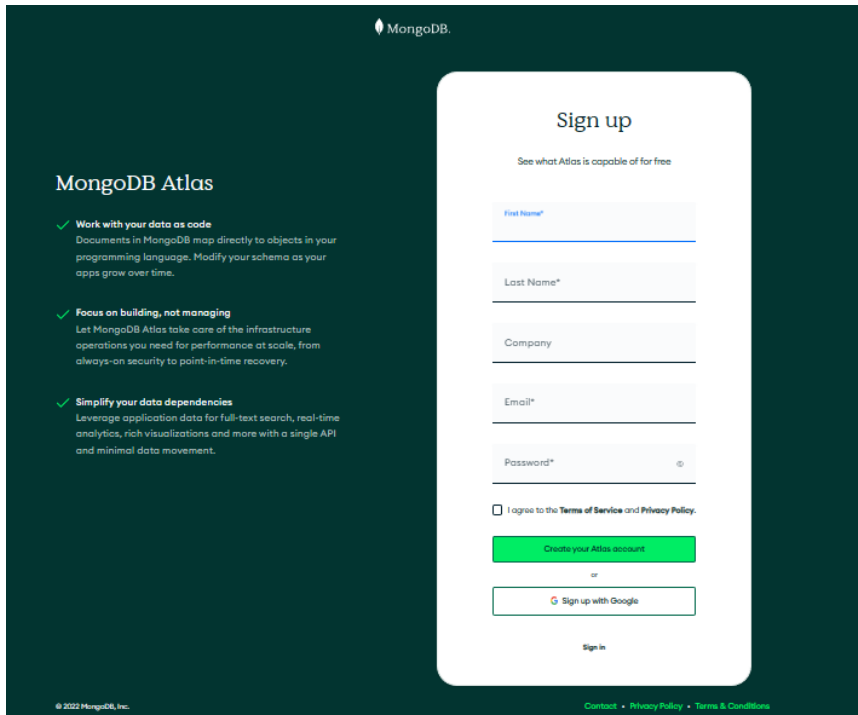 MongoDB.
MongoDB Atlas
Work with your data as code
Documents in MongoDB map directly to objects in your
programming language. Modify your schema as your
apps grow over time.
Focus on building, not managing
Let MongoDB Atlas take care of the infrastructure
operations you need for performance at scale, from
always-on security to point-in-time recovery.
Simplify your data dependencies
Leverage application data for full-text search, real-time
analytics, rich visualizations and more with a single API
and minimal data movement.
Sign up
See what Atlas is capable of for free
First Name*
Last Name*
Company
Email*
Password*
I agree to the Terms of Service and Privacy Policy.
Create your Atlas account
or
Sign up with Google
Sign in
© 2022 MongoDB, Inc.
Contact • Privacy Policy • Terms & Conditions